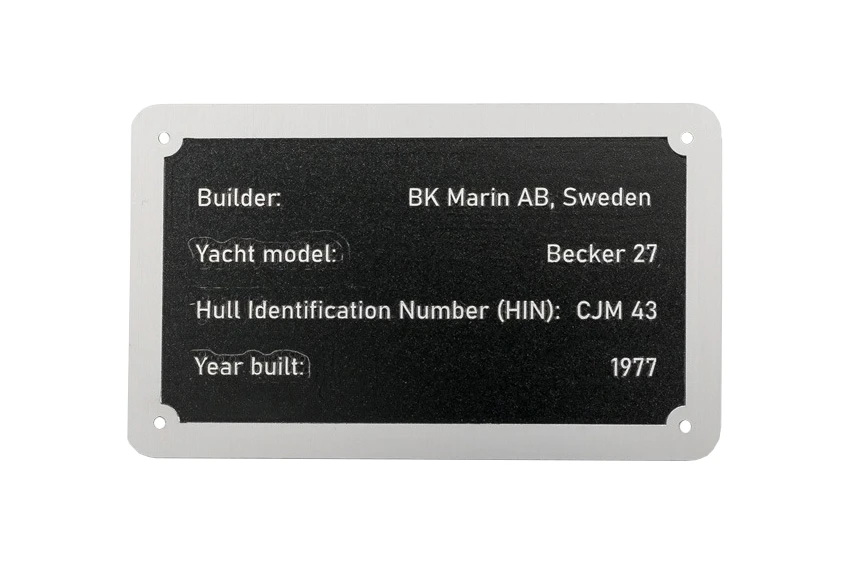 Builder: BK Marin AB, Sweden
Yacht model: Becker 27
Hull Identification Number (HIN): CJM 43
Year built: 1977